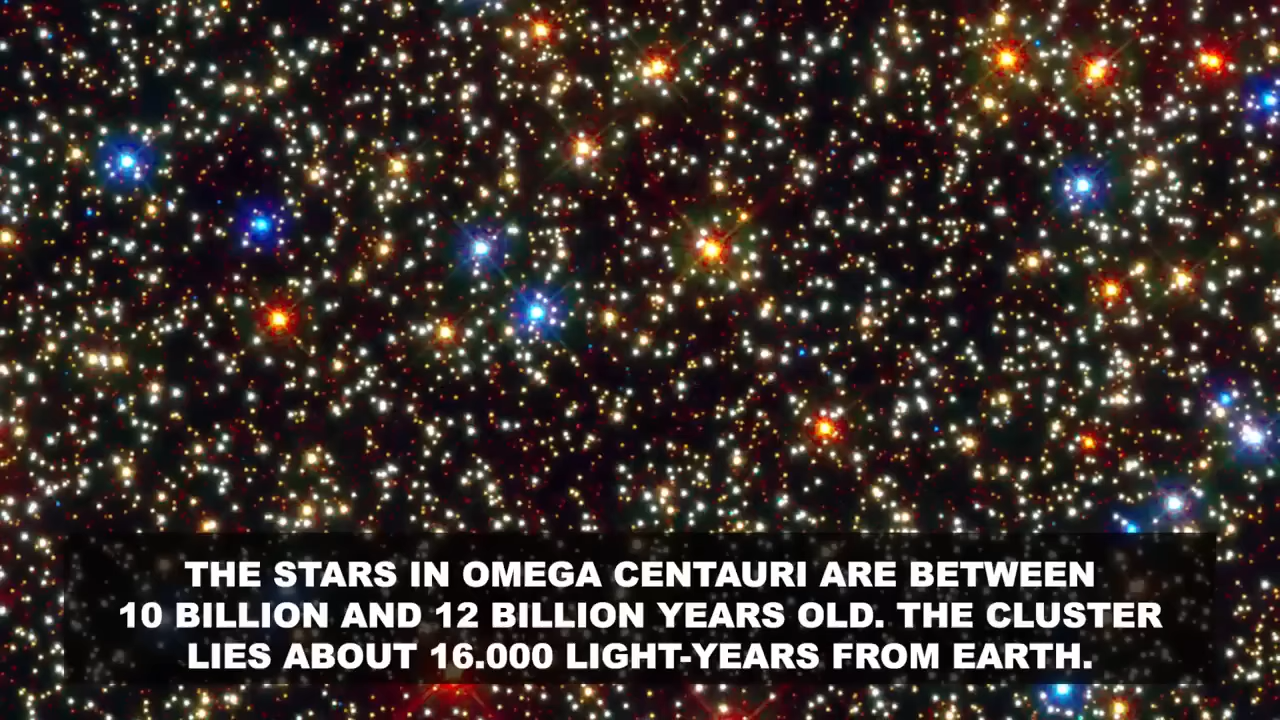 THE STARS IN OMEGA CENTAURI ARE BETWEEN
10 BILLION AND 12 BILLION YEARS OLD. THE CLUSTER
LIES ABOUT 16.000 LIGHT-YEARS FROM EARTH.